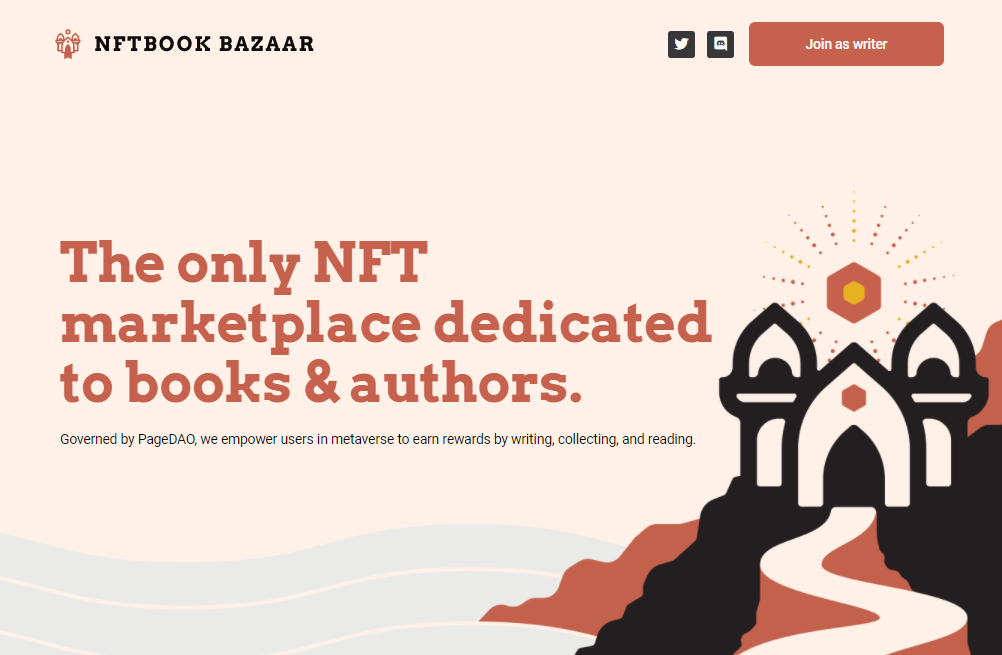 NFTBOOK BAZAAR
Join as writer
The only NFT
marketplace dedicated
to books & authors.
Governed by PageDAO, we empower users in metaverse to earn rewards by writing, collecting, and reading.